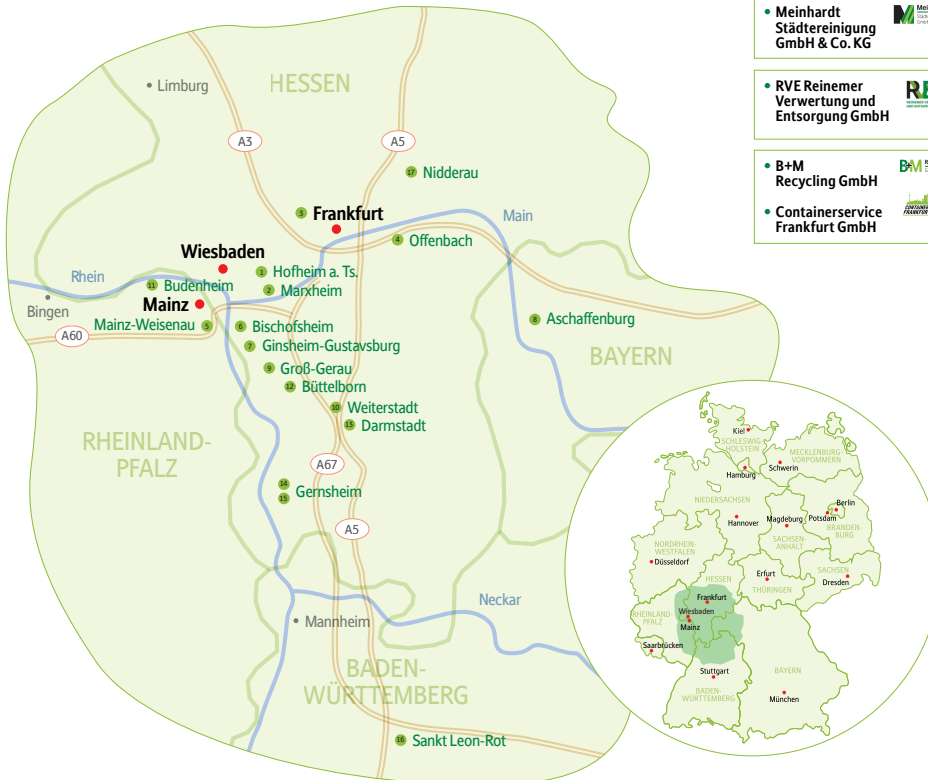 HESSEN
Limburg
A3
A5
17 Nidderau
3
Frankfurt
Main
4 Offenbach
Wiesbaden
Rhein
1 Hofheim a. Ts.
11 Budenheim
2 Marxheim
Bingen
Mainz
Mainz-Weisenau 5
6 Bischofsheim
8 Aschaffenburg
A60
7 Ginsheim-Gustavsburg
BAYERN
9 Groß-Gerau
12 Büttelborn
10 Weiterstadt
13 Darmstadt
RHEINLAND-
PFALZ
A67
14
Gernsheim
15
A5
Neckar
Mannheim
BADEN-
WÜRTTEMBERG
16 Sankt Leon-Rot
• Meinhardt
Städtereinigung
GmbH & Co. KG
• RVE Reinemer
Verwertung und
Entsorgung GmbH
• B+M
Recycling GmbH
B+M
• Containerservice
Frankfurt GmbH
Kiel
SCHLESWIG-
HOLSTEIN
MECKLENBURG-
VORPOMMERN
Hamburg
Schwerin
NIEDERSACHSEN
Berlin
Hannover
Magdeburg
Potsdam
BRANDEN-
BURG
SACHSEN-
ANHALT
NORDRHEIN-
WESTFALEN
Düsseldorf
Erfurt
THÜRINGEN
SACHSEN
Dresden
HESSEN
Frankfurt
RHEINLAND-
PFALZ
Wiesbaden
Mainz
Saarbrücken
Stuttgart
BADEN-
WÜRTTEMBERG
BAYERN
München